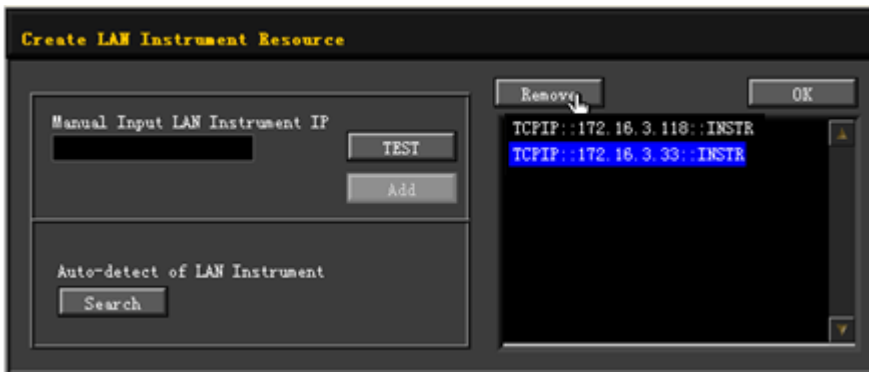 Create LAN Instrument Resource
Remove
OK
Manual Input LAN Instrument IP
TEST
Add
TCPIP::172.16.3.118::INSTR
TCPIP::172.16.3.33::INSTR
Auto-detect of LAN Instrument
Search